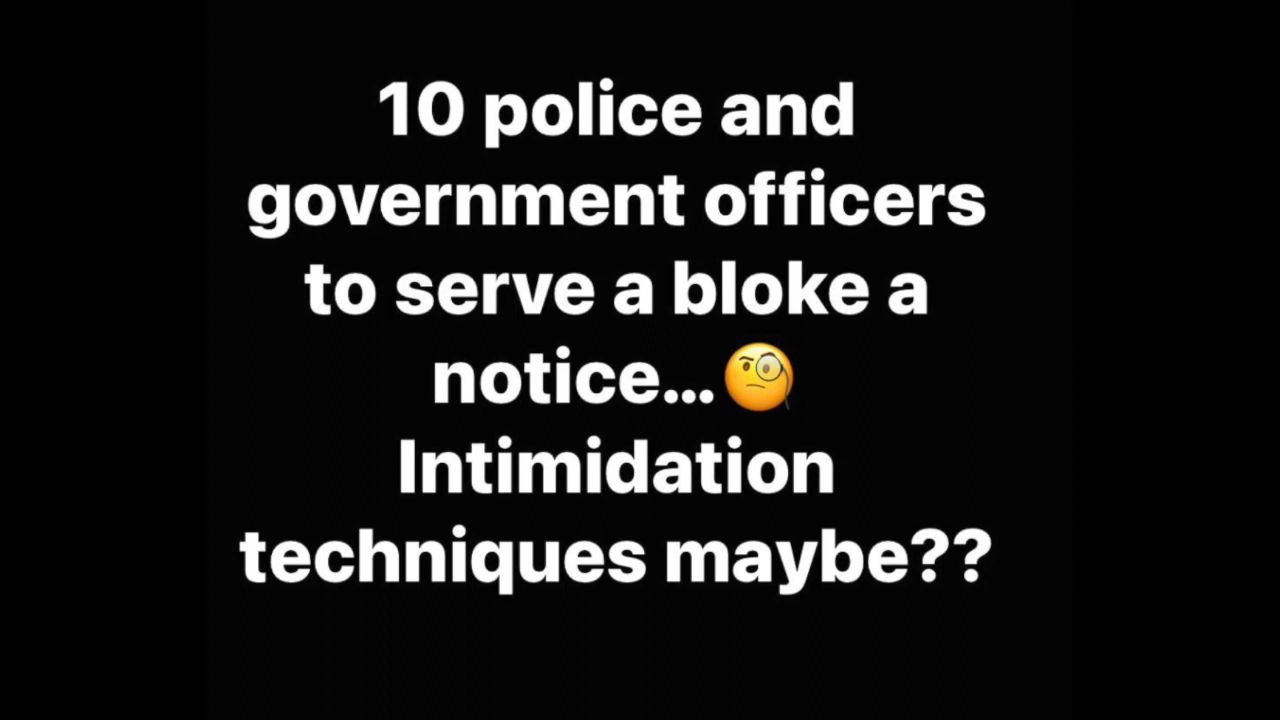 10 police and
government officers
to serve a bloke a
notice...🧐
Intimidation
techniques maybe??